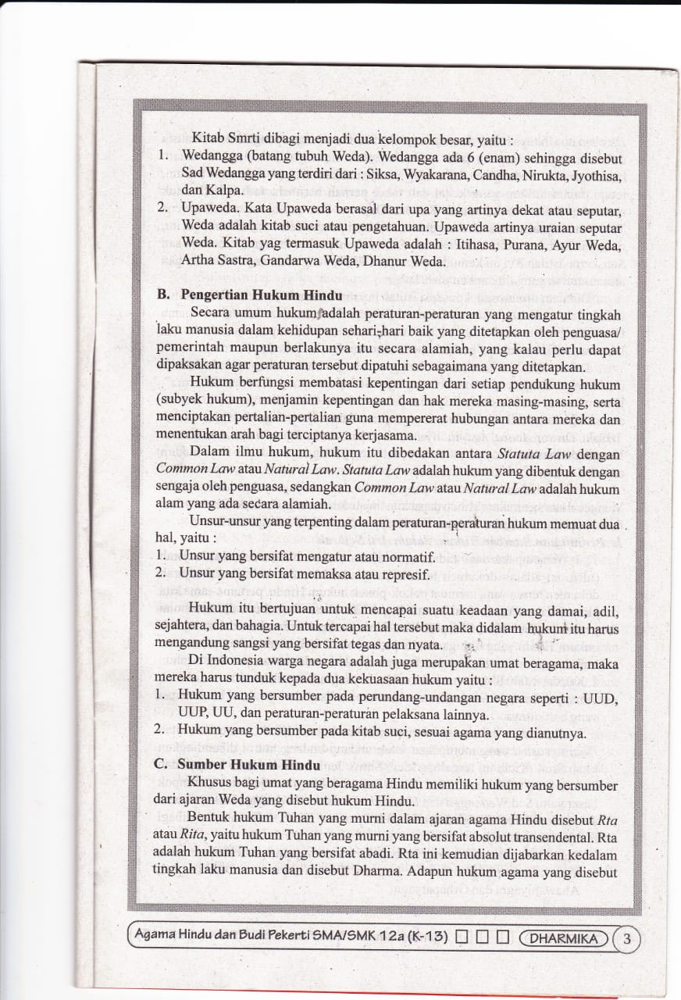 Kitab Smrti dibagi menjadi dua kelompok besar, yaitu :
1. Wedangga (batang tubuh Weda). Wedangga ada 6 (enam) sehingga disebut
Sad Wedangga yang terdiri dari : Siksa, Wyakarana, Candha, Nirukta, Jyothisa,
dan Kalpa.
2. Upaweda. Kata Upaweda berasal dari upa yang artinya dekat atau seputar,
Weda adalah kitab suci atau pengetahuan. Upaweda artinya uraian seputar
Weda. Kitab yag termasuk Upaweda adalah : Itihasa, Purana, Ayur Weda,
Artha Sastra, Gandarwa Weda, Dhanur Weda.
B. Pengertian Hukum Hindu
Secara umum hukum adalah peraturan-peraturan yang mengatur tingkah
laku manusia dalam kehidupan sehari-hari baik yang ditetapkan oleh penguasa/
pemerintah maupun berlakunya itu secara alamiah, yang kalau perlu dapat
dipaksakan agar peraturan tersebut dipatuhi sebagaimana yang ditetapkan.
Hukum berfungsi membatasi kepentingan dari setiap pendukung hukum
(subyek hukum), menjamin kepentingan dan hak mereka masing-masing, serta
menciptakan pertalian-pertalian guna mempererat hubungan antara mereka dan
menentukan arah bagi terciptanya kerjasama.
Dalam ilmu hukum, hukum itu dibedakan antara Statuta Law dengan
Common Law atau Natural Law. Statuta Law adalah hukum yang dibentuk dengan
sengaja oleh penguasa, sedangkan Common Law atau Natural Law adalah hukum
alam yang ada secara alamiah.
Unsur-unsur yang terpenting dalam peraturan-peraturan hukum memuat dua
hal, yaitu :
1. Unsur yang bersifat mengatur atau normatif.
2. Unsur yang bersifat memaksa atau represif.
Hukum itu bertujuan untuk mencapai suatu keadaan yang damai, adil,
sejahtera, dan bahagia. Untuk tercapai hal tersebut maka didalam hukum itu harus
mengandung sangsi yang bersifat tegas dan nyata.
Di Indonesia warga negara adalah juga merupakan umat beragama, maka
mereka harus tunduk kepada dua kekuasaan hukum yaitu :
1. Hukum yang bersumber pada perundang-undangan negara seperti : UUD,
UUP, UU, dan peraturan-peraturan pelaksana lainnya.
2. Hukum yang bersumber pada kitab suci, sesuai agama yang dianutnya.
C. Sumber Hukum Hindu
Khusus bagi umat yang beragama Hindu memiliki hukum yang bersumber
dari ajaran Weda yang disebut hukum Hindu.
Bentuk hukum Tuhan yang murni dalam ajaran agama Hindu disebut Rta
atau Rita, yaitu hukum Tuhan yang murni yang bersifat absolut transendental. Rta
adalah hukum Tuhan yang bersifat abadi. Rta ini kemudian dijabarkan kedalam
tingkah laku manusia dan disebut Dharma. Adapun hukum agama yang disebut
Agama Hindu dan Budi Pekerti SMA/SMK 12a (K-13) DHARMIKA 3